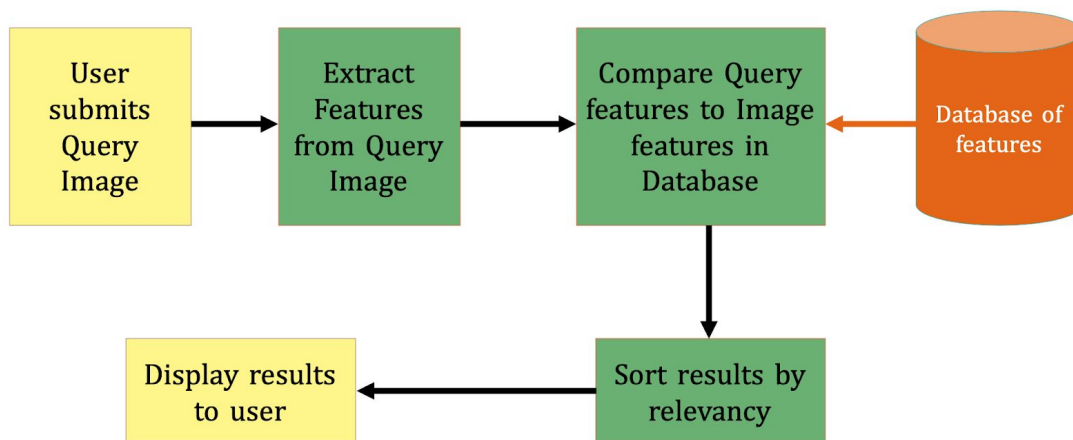 User
submits
Query
Image
Extract
Features
from Query
Image
Compare Query
features to Image
features in
Database
Database of
features
Display results
to user
Sort results by
relevancy